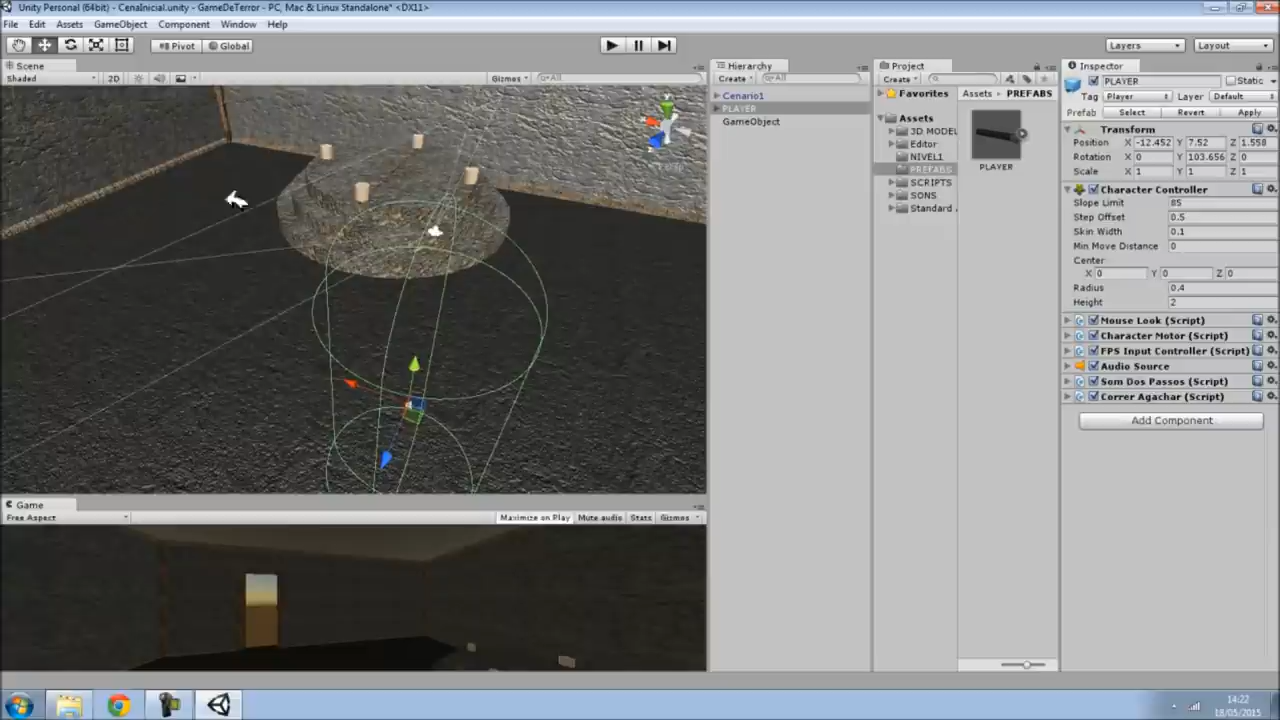 Unity Personal (64bit) - CenaInicial.unity - GameDeTerror - PC, Mac & Linux Standalone* <DX11>
File Edit Assets GameObject Component Window Help
Pivot Global Layers Layout
Scene
Shaded 2D Gizmos All
Hierarchy
Create All
Cenario1
PLAYER
GameObject
Project
Create
Favorites
Assets
3D MODEL
Editor
NIVEL1
PREFABS
SCRIPTS
SONS
Standard
Assets PREFABS
PLAYER
Inspector
PLAYER Static
Tag Player Layer Default
Prefab Select Revert Apply
Transform
Position X -12.452 Y 7.52 Z 1.558
Rotation X 0 Y 103.656 Z 0
Scale X 1 Y 1 Z 1
Character Controller
Slope Limit 85
Step Offset 0.5
Skin Width 0.1
Min Move Distance 0
Center
X 0 Y 0 Z 0
Radius 0.4
Height 2
Mouse Look (Script)
Character Motor (Script)
FPS Input Controller (Script)
Audio Source
Som Dos Passos (Script)
Correr Agachar (Script)
Add Component
Game
Free Aspect Maximize on Play Mute audio Stats Gizmos
14:22
18/05/2015